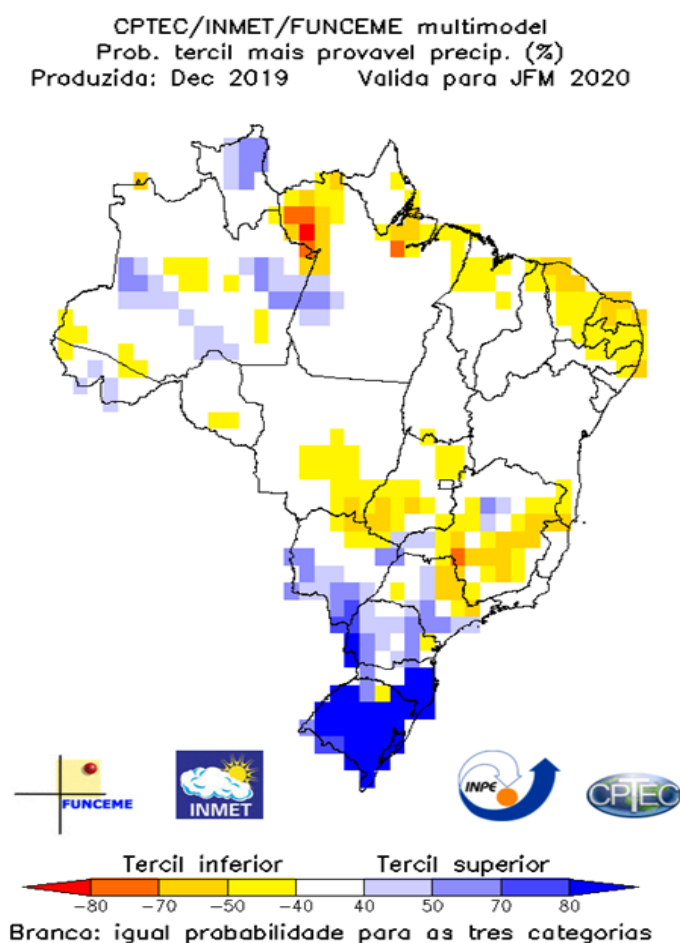 CPTEC/INMET/FUNCEME multimodel
Prob. tercil mais provavel precip. (%)
Produzida: Dec 2019 Valida para JFM 2020
FUNCEME
INMET
INPE
CPTEC
Tercil inferior Tercil superior
-80 -70 -50 -40 40 50 70 80
Branca: igual probabilidade para as tres categorias